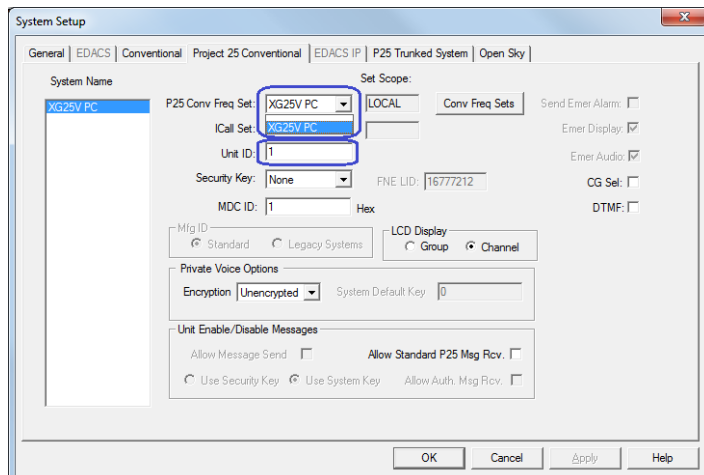 System Setup
General EDACS Conventional Project 25 Conventional EDACS IP P25 Trunked System Open Sky
System Name
XG25V PC
Set Scope:
P25 Conv Freq Set: XG25V PC LOCAL Conv Freq Sets
XG25V PC
ICall Set:
Unit ID: 1
Security Key: None FNE LID: 16777212
MDC ID: 1 Hex
Send Emer Alarm:
Emer Display:
Emer Audio:
CG Sel:
DTMF:
Mfg ID
Standard Legacy Systems
LCD Display
Group Channel
Private Voice Options
Encryption Unencrypted System Default Key 0
Unit Enable/Disable Messages
Allow Message Send Allow Standard P25 Msg Rcv.
Use Security Key Use System Key Allow Auth. Msg Rcv.
OK Cancel Apply Help